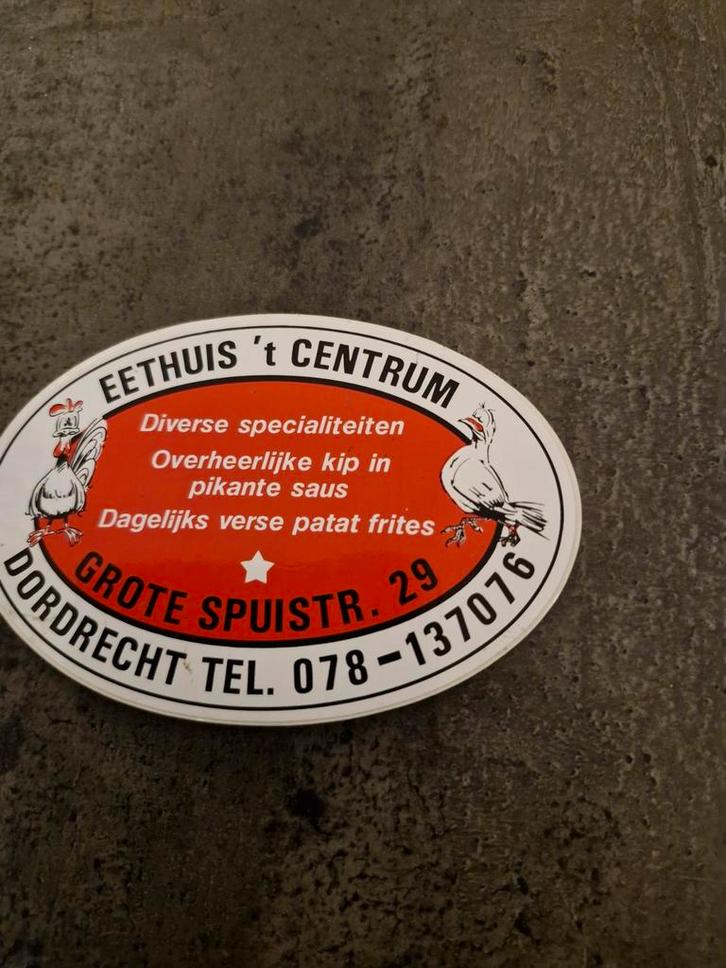 EETHUIS 't CENTRUM
Diverse specialiteiten
Overheerlijke kip in
pikante saus
Dagelijks verse patat frites
GROTE SPUISTR. 29
DORDRECHT TEL. 078-137076